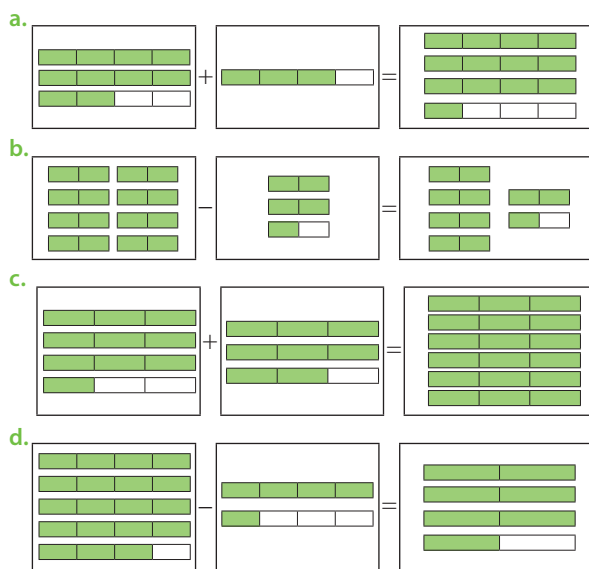 a.
+ =
b.
− =
c.
+ =
d.
− =